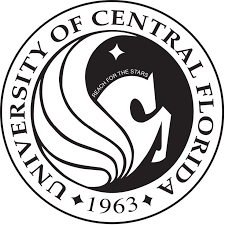 UNIVERSITY OF CENTRAL FLORIDA
REACH FOR THE STARS
1963